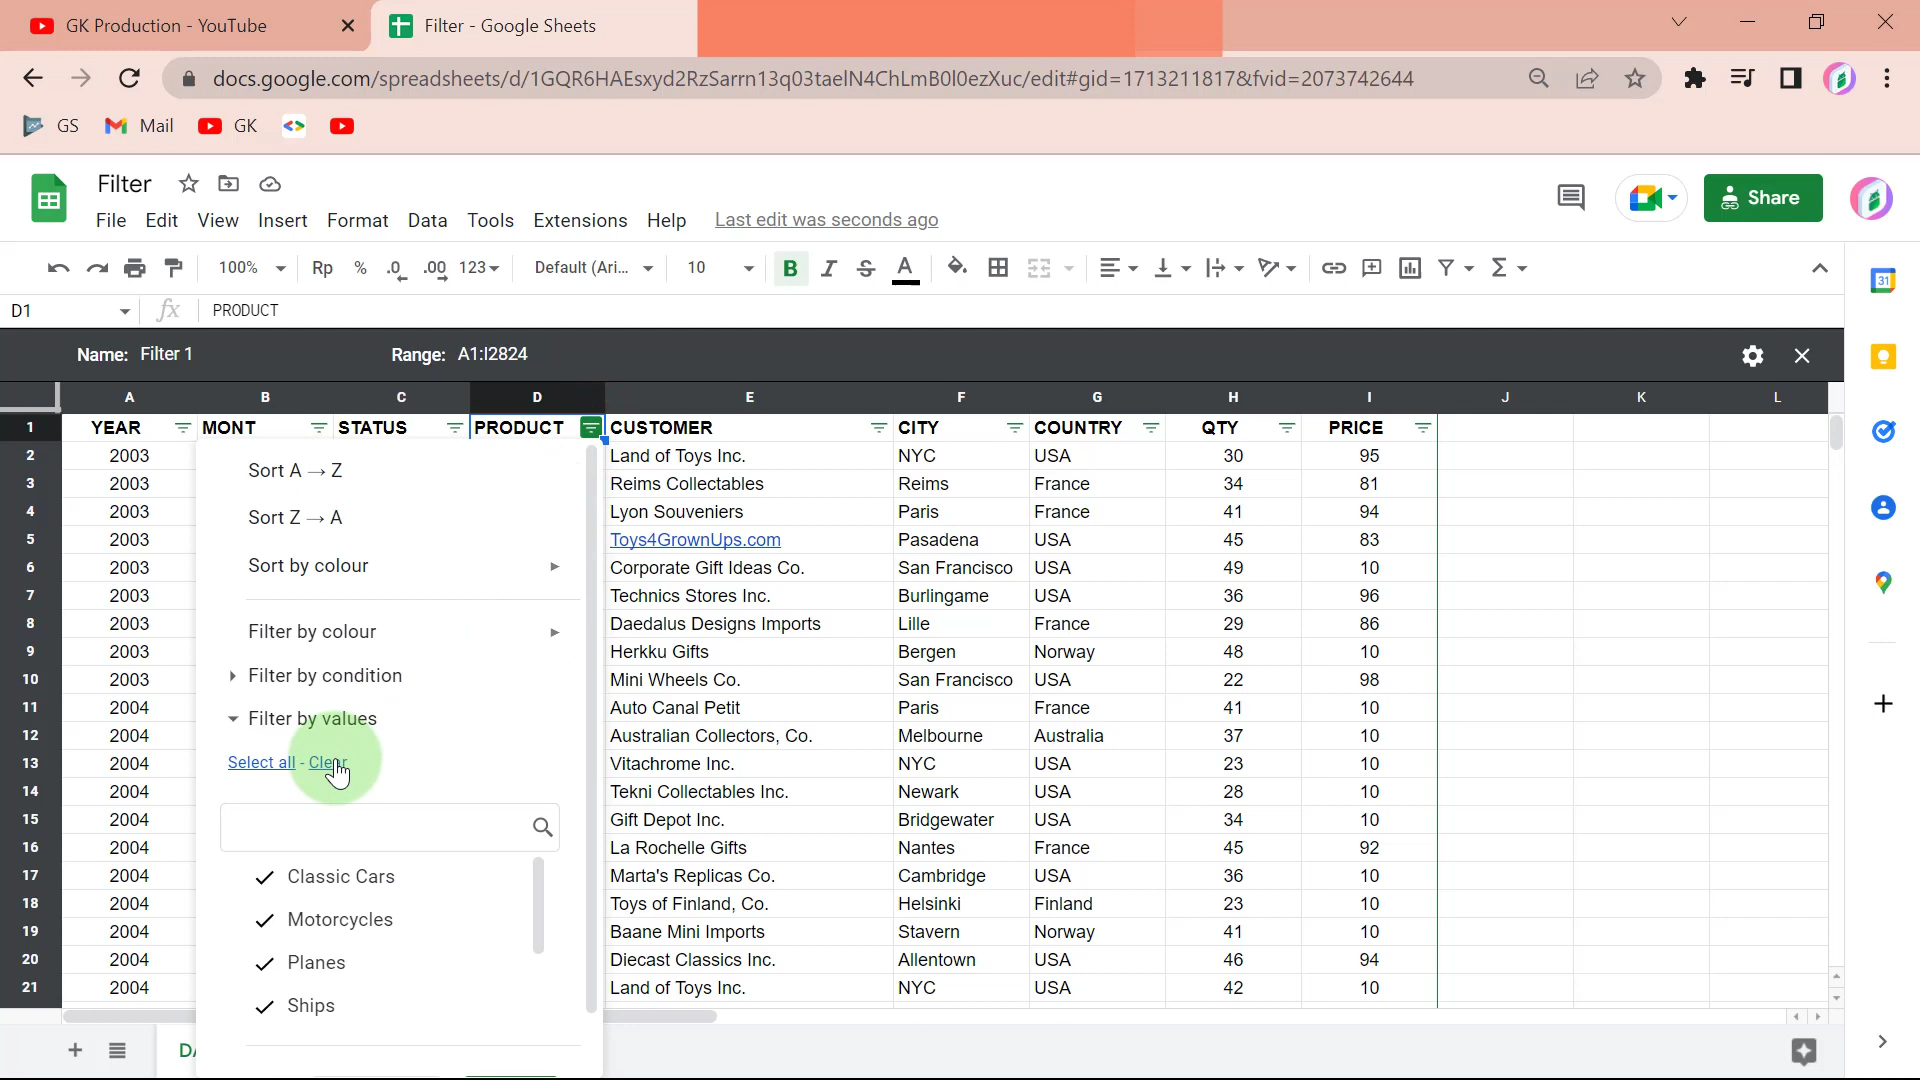 GK Production - YouTube
Filter - Google Sheets
docs.google.com/spreadsheets/d/1GQR6HAEsxyd2RzSarrn13q03taelN4ChLmB0l0ezXuc/edit#gid=1713211817&fvid=2073742644
GS Mail GK
Filter
File Edit View Insert Format Data Tools Extensions Help Last edit was seconds ago
Share
100% Rp % .0 .00 123 Default (Ari... 10 B I S A
D1 fx PRODUCT
Name: Filter 1 Range: A1:I2824
A B C D E F G H I J K L
1 YEAR MONT STATUS PRODUCT CUSTOMER CITY COUNTRY QTY PRICE
2 2003 Land of Toys Inc. NYC USA 30 95
3 2003 Reims Collectables Reims France 34 81
4 2003 Lyon Souveniers Paris France 41 94
5 2003 Toys4GrownUps.com Pasadena USA 45 83
6 2003 Corporate Gift Ideas Co. San Francisco USA 49 10
7 2003 Technics Stores Inc. Burlingame USA 36 96
8 2003 Daedalus Designs Imports Lille France 29 86
9 2003 Herkku Gifts Bergen Norway 48 10
10 2003 Mini Wheels Co. San Francisco USA 22 98
11 2004 Auto Canal Petit Paris France 41 10
12 2004 Australian Collectors, Co. Melbourne Australia 37 10
13 2004 Vitachrome Inc. NYC USA 23 10
14 2004 Tekni Collectables Inc. Newark USA 28 10
15 2004 Gift Depot Inc. Bridgewater USA 34 10
16 2004 La Rochelle Gifts Nantes France 45 92
17 2004 Marta's Replicas Co. Cambridge USA 36 10
18 2004 Toys of Finland, Co. Helsinki Finland 23 10
19 2004 Baane Mini Imports Stavern Norway 41 10
20 2004 Diecast Classics Inc. Allentown USA 46 94
21 2004 Land of Toys Inc. NYC USA 42 10
Sort A → Z
Sort Z → A
Sort by colour
Filter by colour
Filter by condition
Filter by values
Select all - Clear
Classic Cars
Motorcycles
Planes
Ships
31